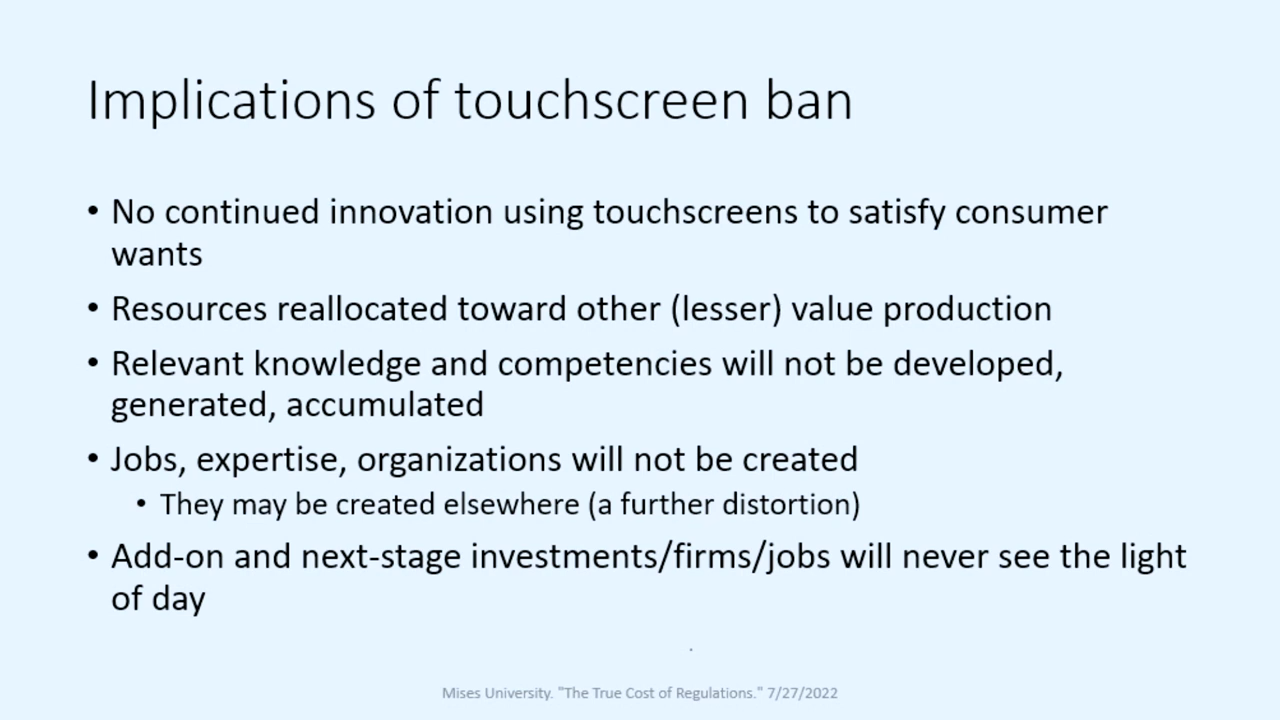 Implications of touchscreen ban
• No continued innovation using touchscreens to satisfy consumer
wants
• Resources reallocated toward other (lesser) value production
• Relevant knowledge and competencies will not be developed,
generated, accumulated
• Jobs, expertise, organizations will not be created
• They may be created elsewhere (a further distortion)
• Add-on and next-stage investments/firms/jobs will never see the light
of day
Mises University. "The True Cost of Regulations." 7/27/2022